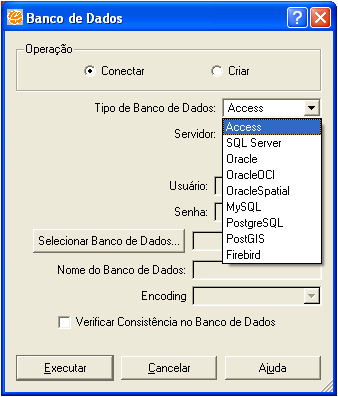 Banco de Dados
Operação
Conectar Criar
Tipo de Banco de Dados: Access
Access
Servidor:
SQL Server
Oracle
OracleOCI
Usuário:
OracleSpatial
Senha:
MySQL
PostgreSQL
Selecionar Banco de Dados...
PostGIS
Firebird
Nome do Banco de Dados:
Encoding
Verificar Consistência no Banco de Dados
Executar Cancelar Ajuda